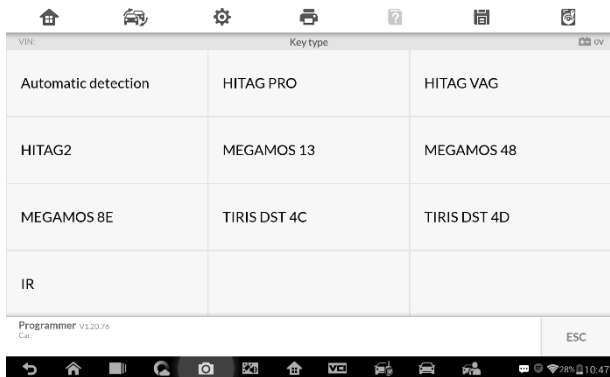 VIN:
Key type
0V
Automatic detection
HITAG PRO
HITAG VAG
HITAG2
MEGAMOS 13
MEGAMOS 48
MEGAMOS 8E
TIRIS DST 4C
TIRIS DST 4D
IR
Programmer V1.20.76
Car:
ESC
VCI
28% 10:47